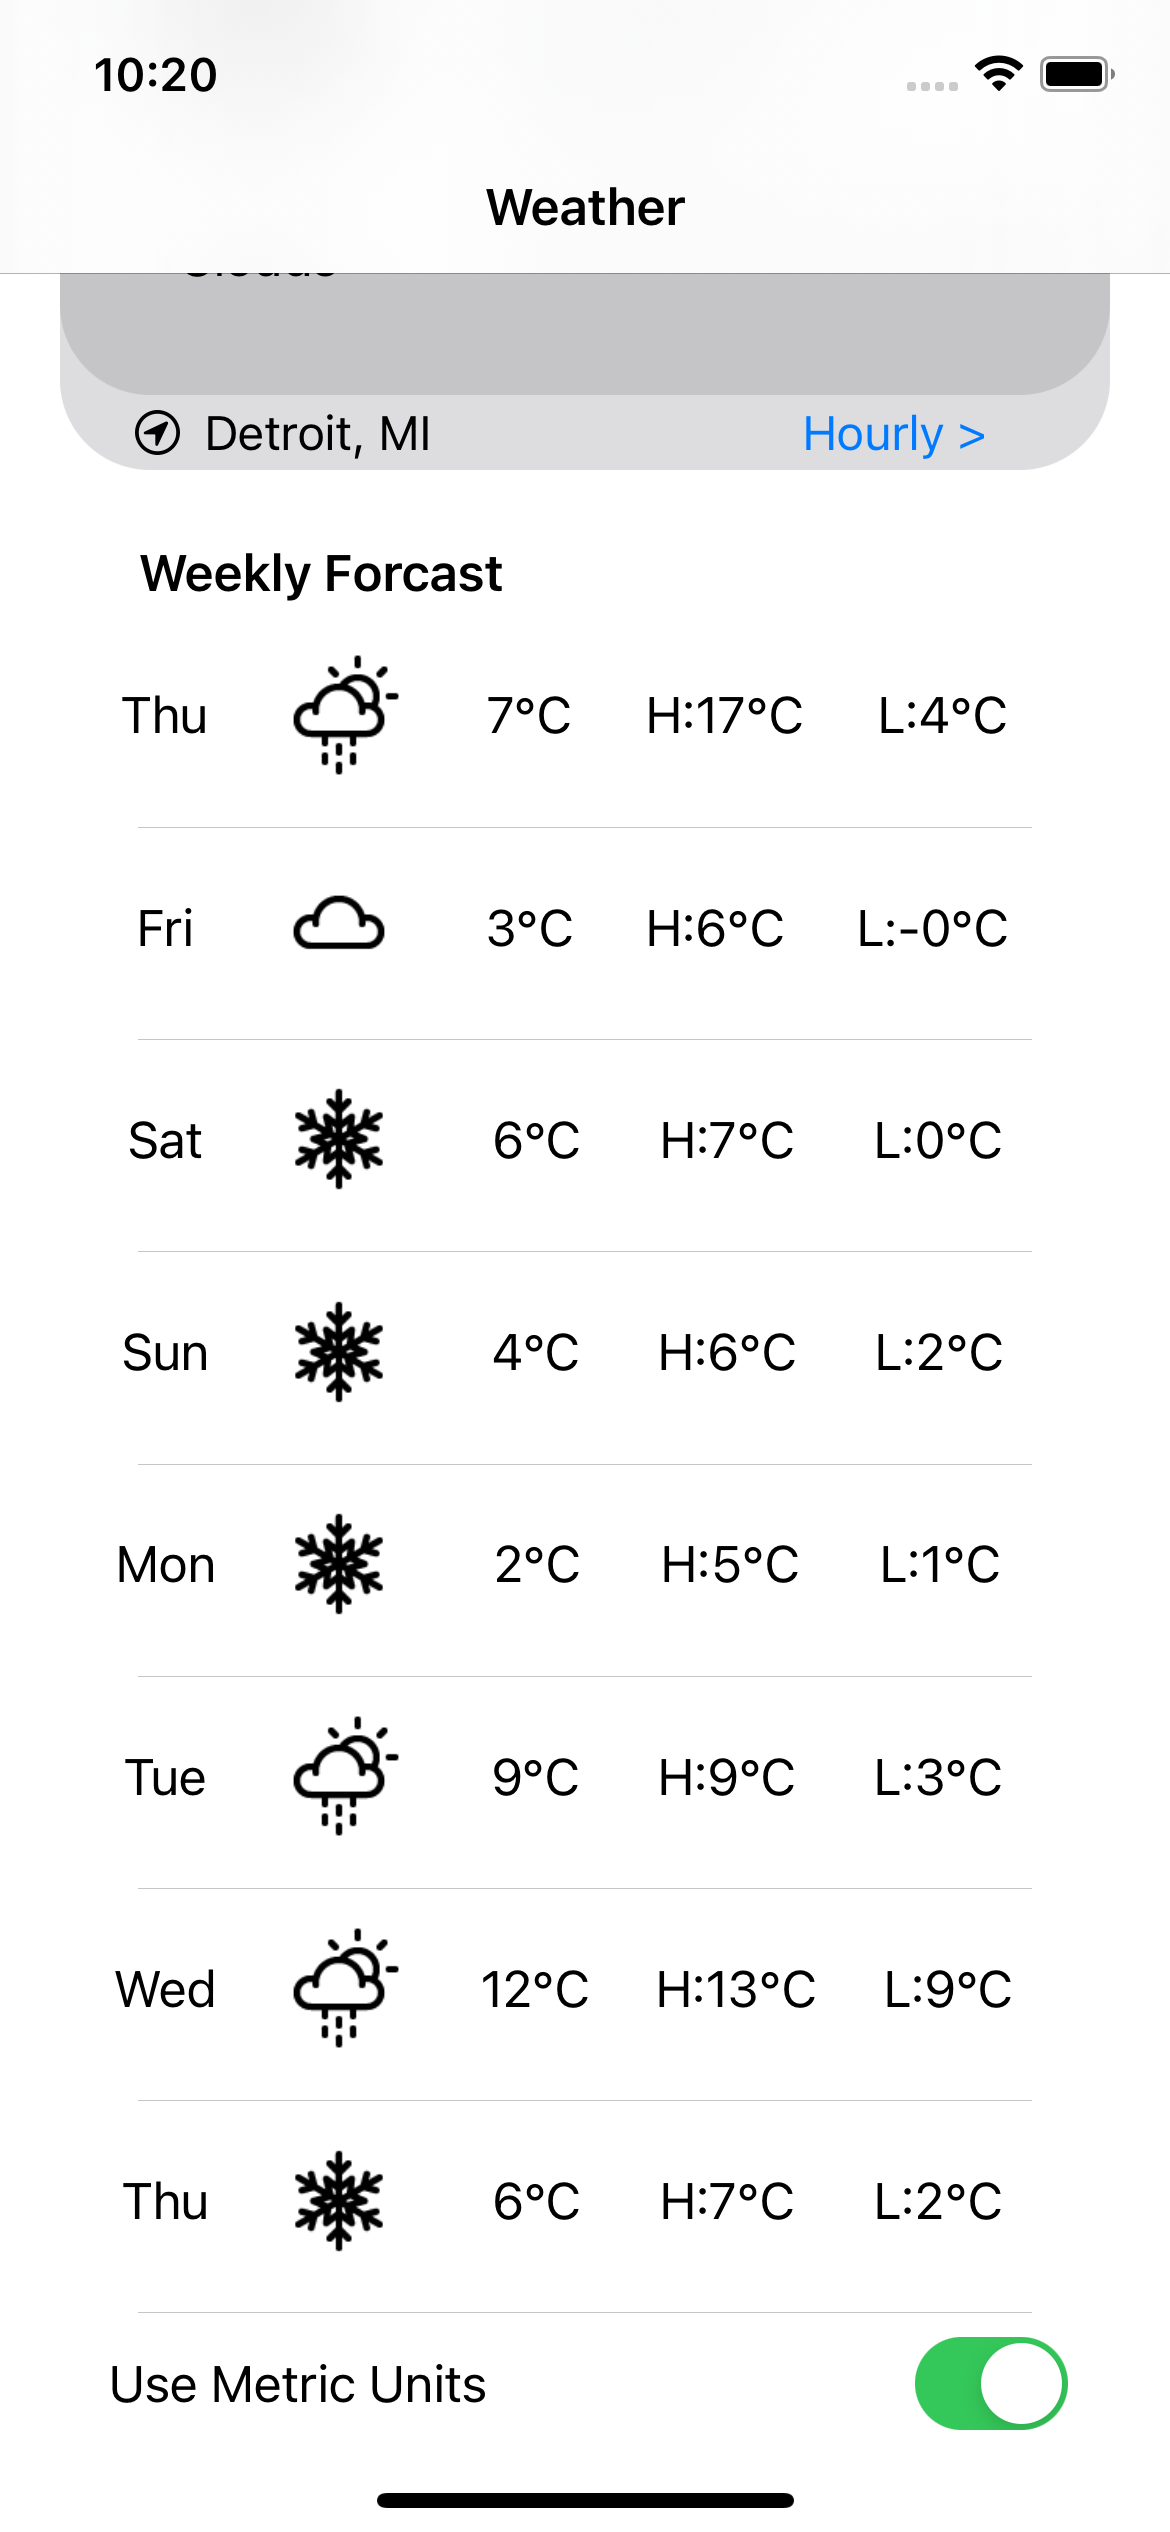 10:20
Weather
Detroit, MI
Hourly >
Weekly Forcast
Thu 7°C H:17°C L:4°C
Fri 3°C H:6°C L:-0°C
Sat 6°C H:7°C L:0°C
Sun 4°C H:6°C L:2°C
Mon 2°C H:5°C L:1°C
Tue 9°C H:9°C L:3°C
Wed 12°C H:13°C L:9°C
Thu 6°C H:7°C L:2°C
Use Metric Units